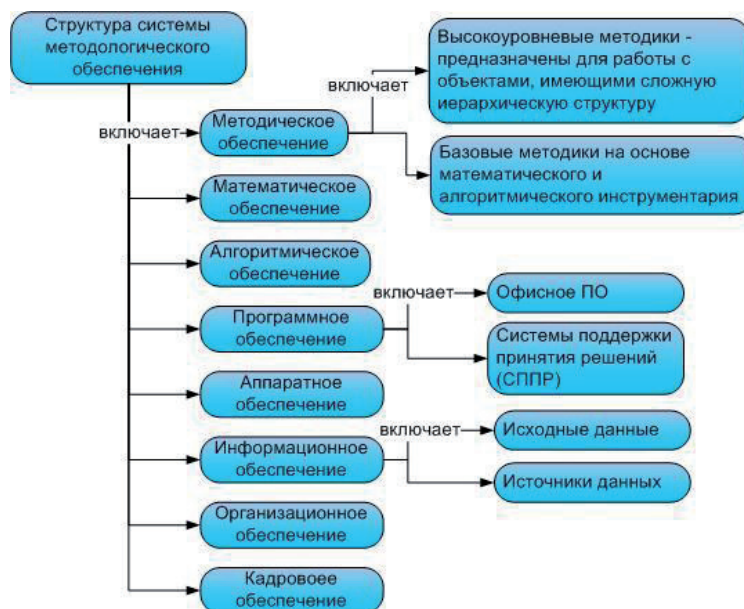 Структура системы
методологического
обеспечения
включает
Методическое
обеспечение
включает
Высокоуровневые методики -
предназначены для работы с
объектами, имеющими сложную
иерархическую структуру
Базовые методики на основе
математического и
алгоритмического инструментария
Математическое
обеспечение
Алгоритмическое
обеспечение
Программное
обеспечение
включает
Офисное ПО
Системы поддержки
принятия решений
(СППР)
Аппаратное
обеспечение
Информационное
обеспечение
включает
Исходные данные
Источники данных
Организационное
обеспечение
Кадровоее
обеспечение